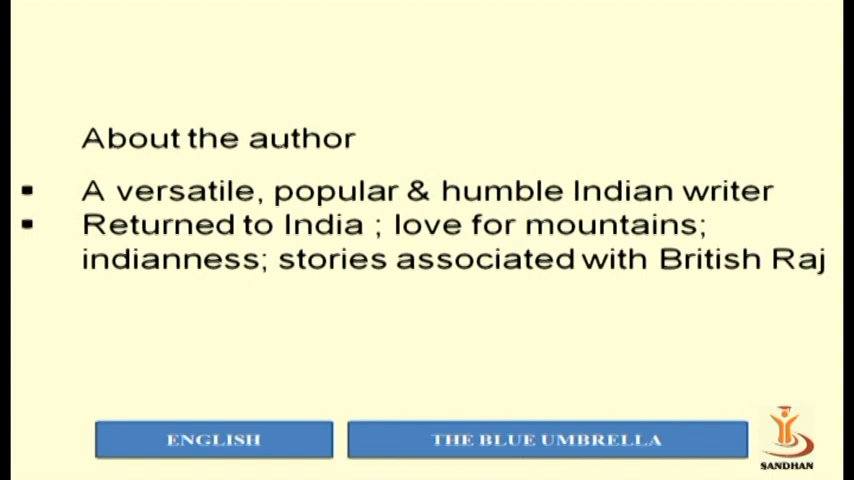 About the author
▪ A versatile, popular & humble Indian writer
▪ Returned to India ; love for mountains;
indianness; stories associated with British Raj
ENGLISH
THE BLUE UMBRELLA
SANDHAN